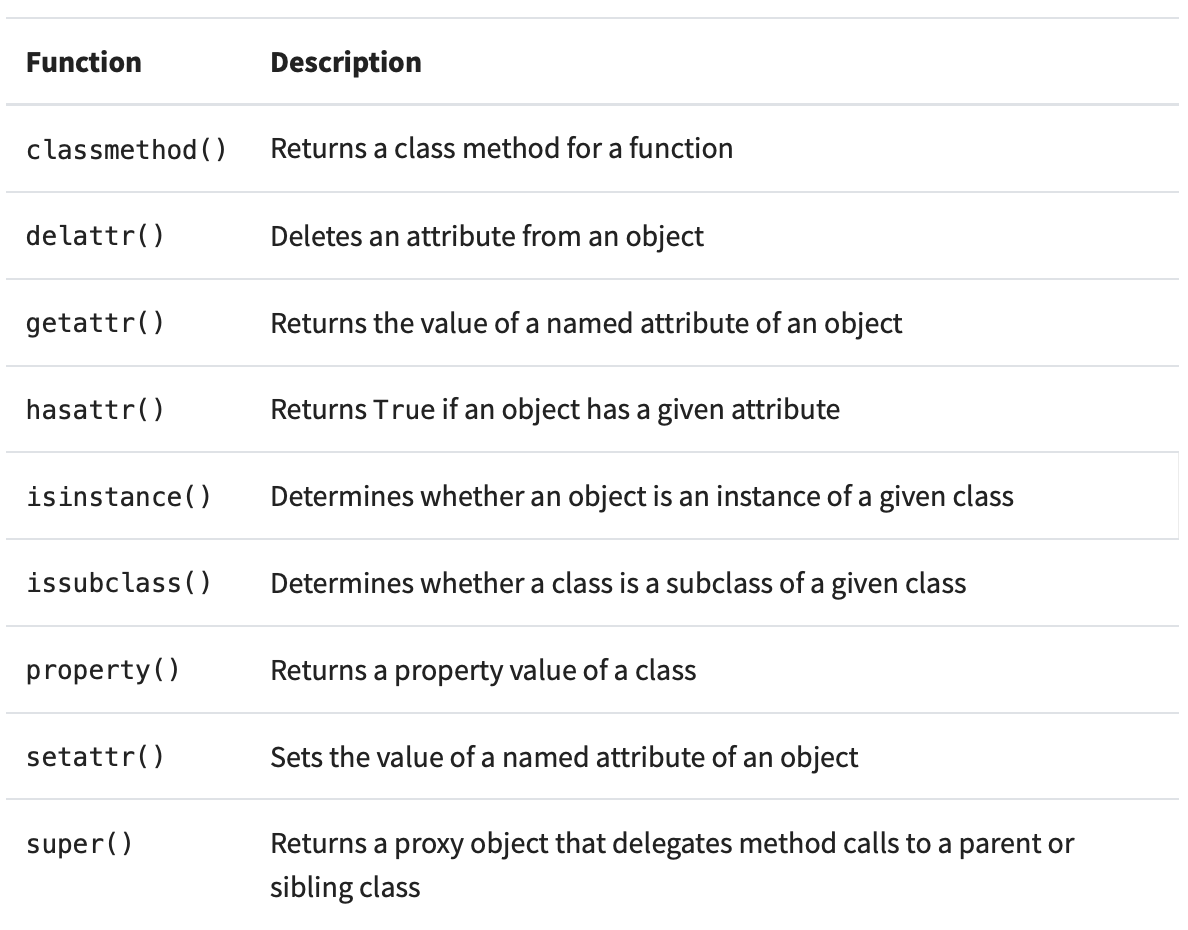 Function Description
classmethod() Returns a class method for a function
delattr() Deletes an attribute from an object
getattr() Returns the value of a named attribute of an object
hasattr() Returns True if an object has a given attribute
isinstance() Determines whether an object is an instance of a given class
issubclass() Determines whether a class is a subclass of a given class
property() Returns a property value of a class
setattr() Sets the value of a named attribute of an object
super() Returns a proxy object that delegates method calls to a parent or
sibling class